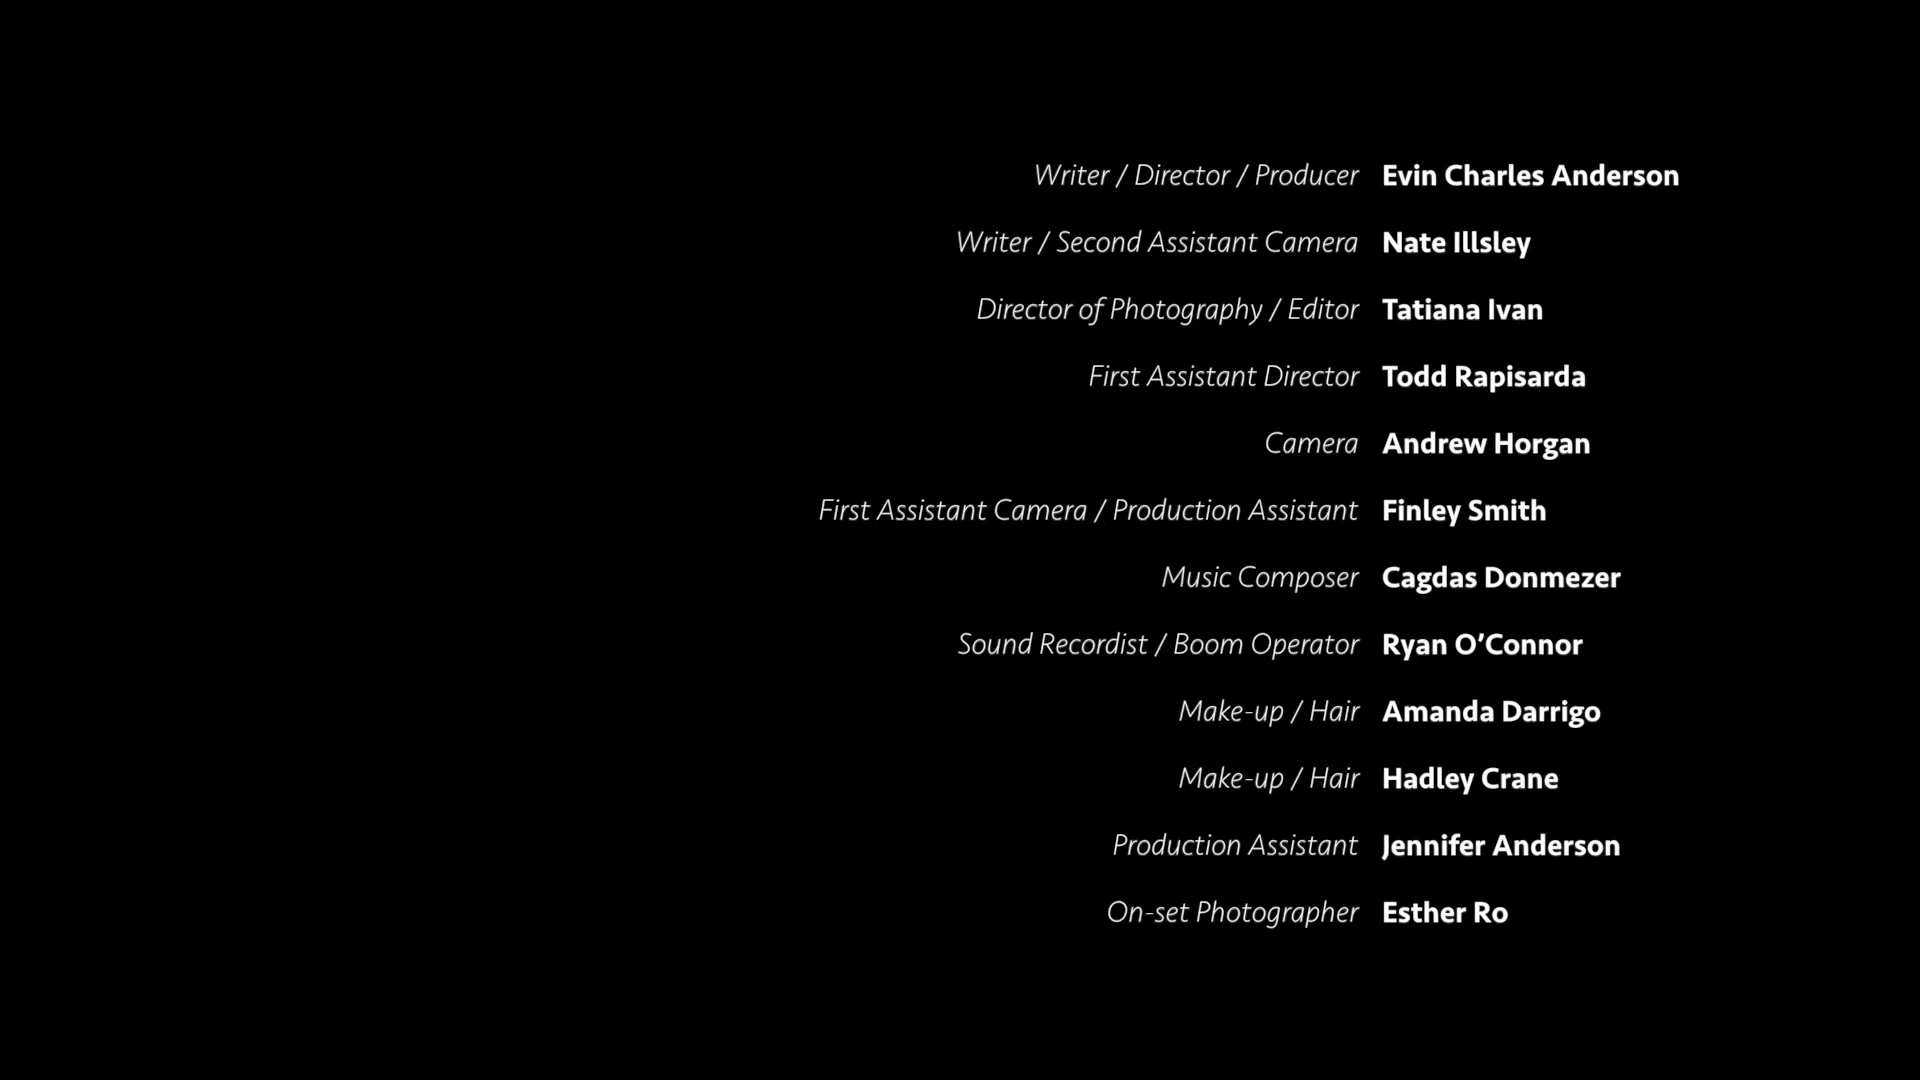 Writer / Director / Producer Evin Charles Anderson
Writer / Second Assistant Camera Nate Illsley
Director of Photography / Editor Tatiana Ivan
First Assistant Director Todd Rapisarda
Camera Andrew Horgan
First Assistant Camera / Production Assistant Finley Smith
Music Composer Cagdas Donmezer
Sound Recordist / Boom Operator Ryan O’Connor
Make-up / Hair Amanda Darrigo
Make-up / Hair Hadley Crane
Production Assistant Jennifer Anderson
On-set Photographer Esther Ro